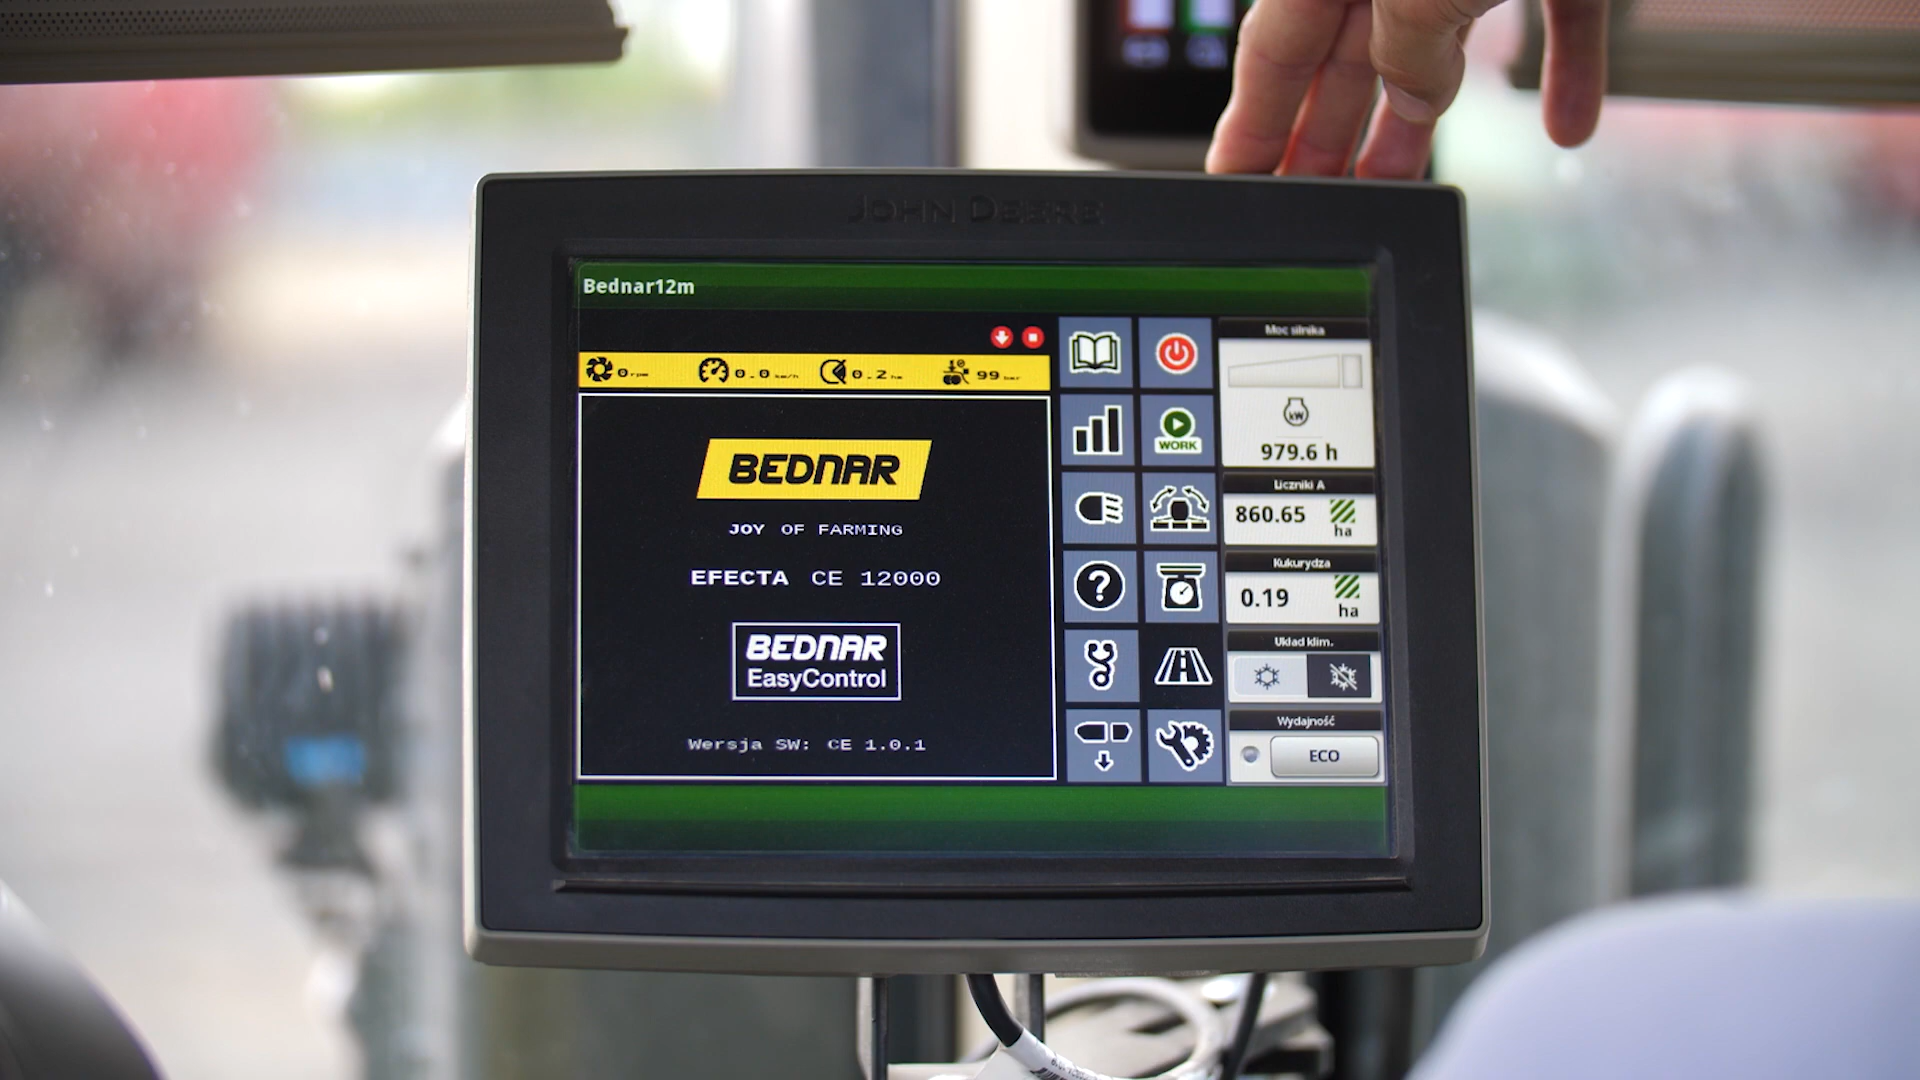 JOHN DEERE
Bednar12m
0 rpm 0.0 km/h 0.2 ha 99 bar
BEDNAR
JOY OF FARMING
EFECTA CE 12000
BEDNAR
EasyControl
Wersja SW: CE 1.0.1
WORK
Moc silnika
kW
979.6 h
Liczniki A
860.65
ha
Kukurydza
0.19
ha
Układ klim.
Wydajność
ECO